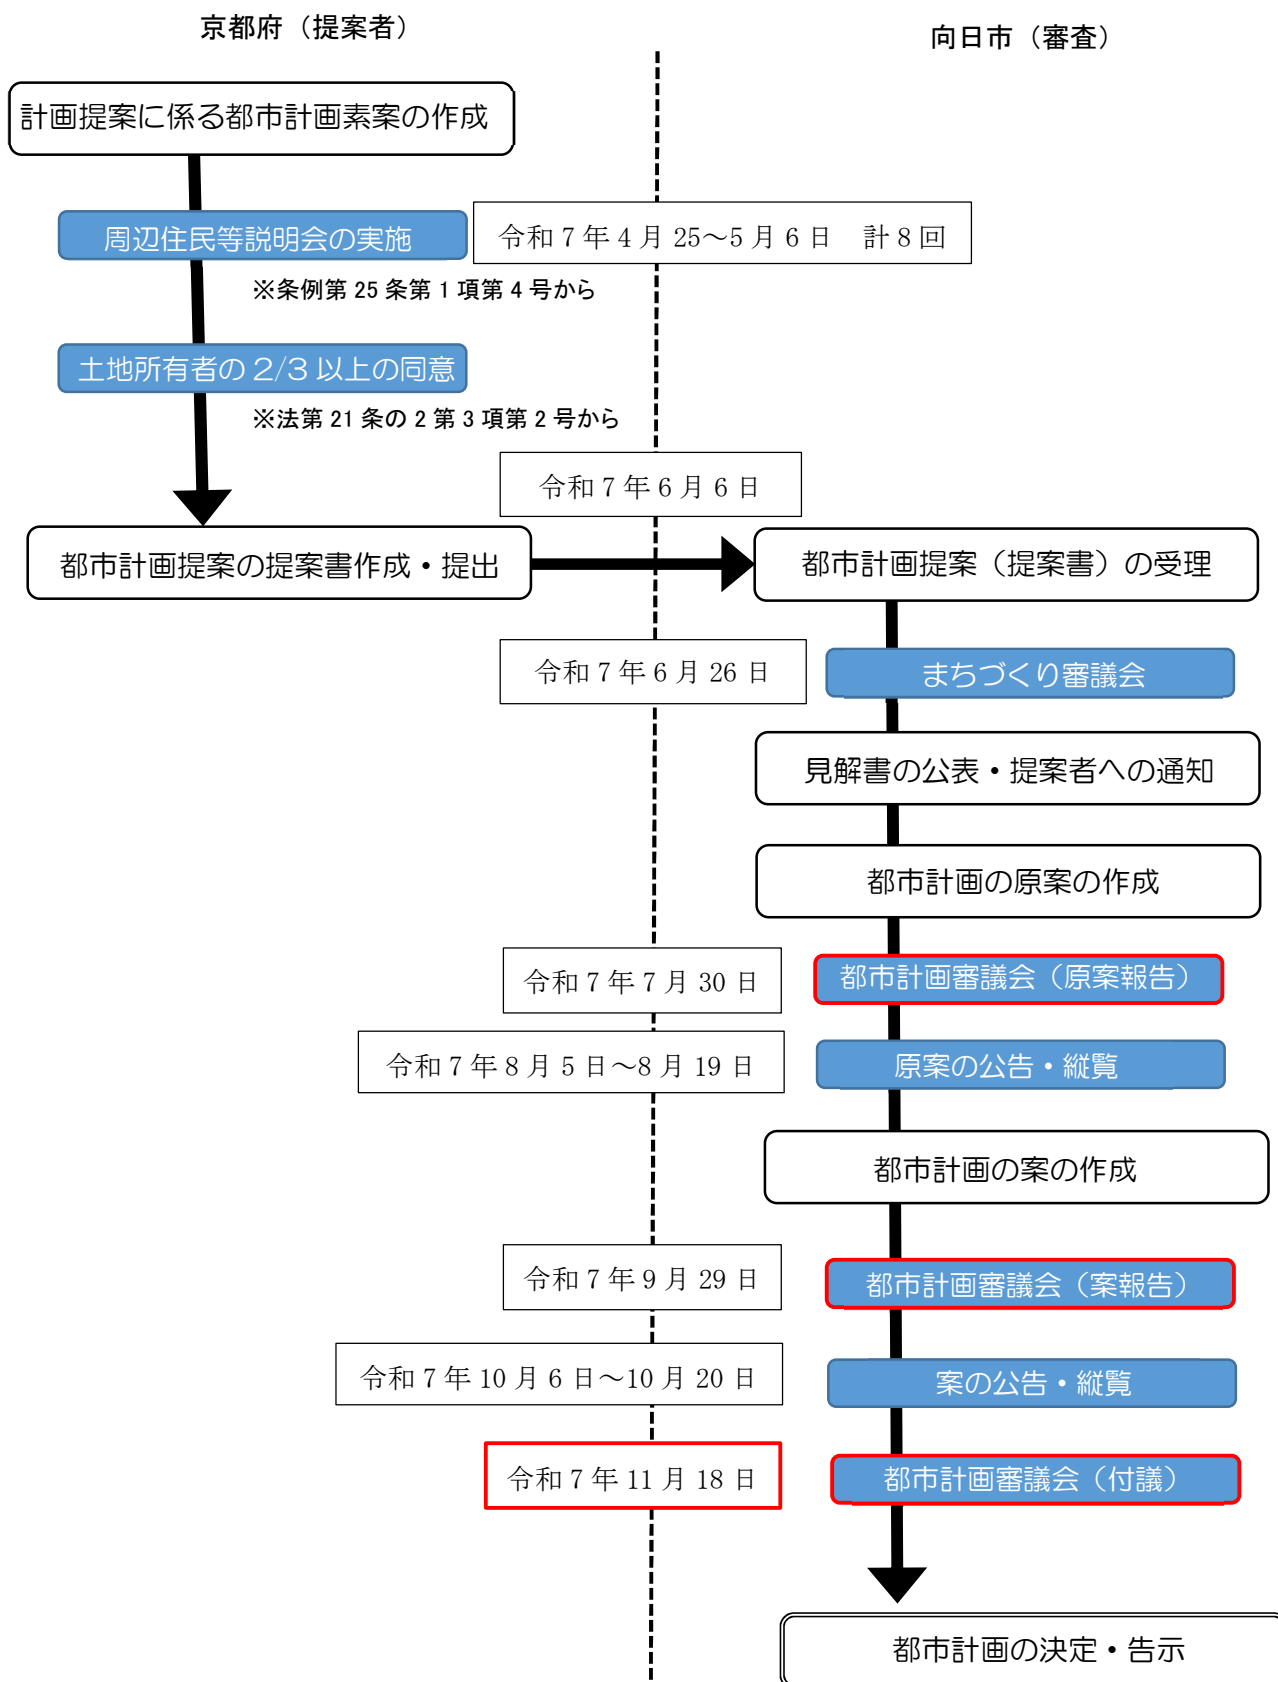 京都府（提案者）
向日市（審査）
計画提案に係る都市計画素案の作成
周辺住民等説明会の実施
令和7年4月25～5月6日　計8回
※条例第25条第1項第4号から
土地所有者の2/3以上の同意
※法第21条の2第3項第2号から
令和7年6月6日
都市計画提案の提案書作成・提出
都市計画提案（提案書）の受理
令和7年6月26日
まちづくり審議会
見解書の公表・提案者への通知
都市計画の原案の作成
令和7年7月30日
都市計画審議会（原案報告）
令和7年8月5日～8月19日
原案の公告・縦覧
都市計画の案の作成
令和7年9月29日
都市計画審議会（案報告）
令和7年10月6日～10月20日
案の公告・縦覧
令和7年11月18日
都市計画審議会（付議）
都市計画の決定・告示